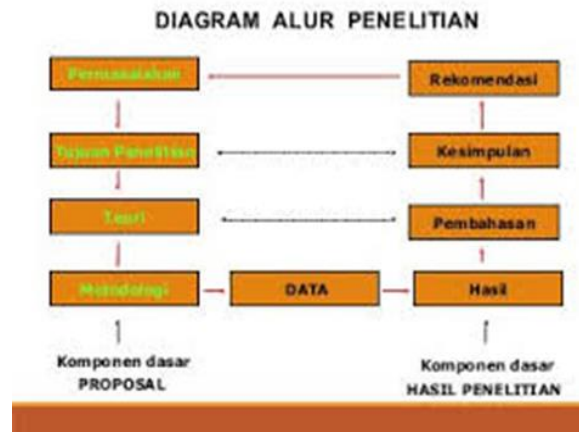 DIAGRAM ALUR PENELITIAN
Permasalahan
Rekomendasi
Tujuan Penelitian
Kesimpulan
Teori
Pembahasan
Metodologi
DATA
Hasil
Komponen dasar
PROPOSAL
Komponen dasar
HASIL PENELITIAN